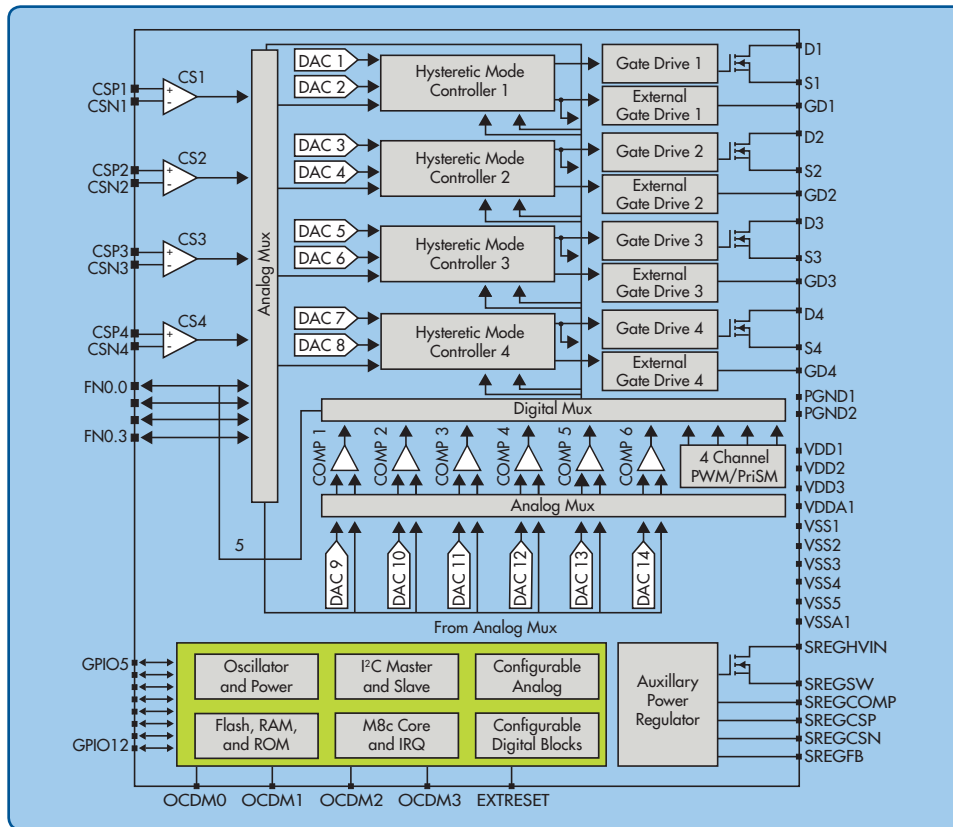 CSP1
CSN1
CS1
+
-
CSP2
CSN2
CS2
+
-
CSP3
CSN3
CS3
+
-
CSP4
CSN4
CS4
+
-
FN0.0
FN0.3
Analog Mux
5
DAC 1
DAC 2
Hysteretic Mode
Controller 1
Gate Drive 1
External
Gate Drive 1
D1
S1
GD1
DAC 3
DAC 4
Hysteretic Mode
Controller 2
Gate Drive 2
External
Gate Drive 2
D2
S2
GD2
DAC 5
DAC 6
Hysteretic Mode
Controller 3
Gate Drive 3
External
Gate Drive 3
D3
S3
GD3
DAC 7
DAC 8
Hysteretic Mode
Controller 4
Gate Drive 4
External
Gate Drive 4
D4
S4
GD4
PGND1
PGND2
VDD1
VDD2
VDD3
VDDA1
VSS1
VSS2
VSS3
VSS4
VSS5
VSSA1
Digital Mux
COMP 1
COMP 2
COMP 3
COMP 4
COMP 5
COMP 6
4 Channel
PWM/PriSM
Analog Mux
DAC 9
DAC 10
DAC 11
DAC 12
DAC 13
DAC 14
From Analog Mux
GPIO5
GPIO12
Oscillator
and Power
I²C Master
and Slave
Configurable
Analog
Flash, RAM,
and ROM
M8c Core
and IRQ
Configurable
Digital Blocks
Auxillary
Power
Regulator
SREGHVIN
SREGSW
SREGCOMP
SREGCSP
SREGCSN
SREGFB
OCDM0
OCDM1
OCDM2
OCDM3
EXTRESET